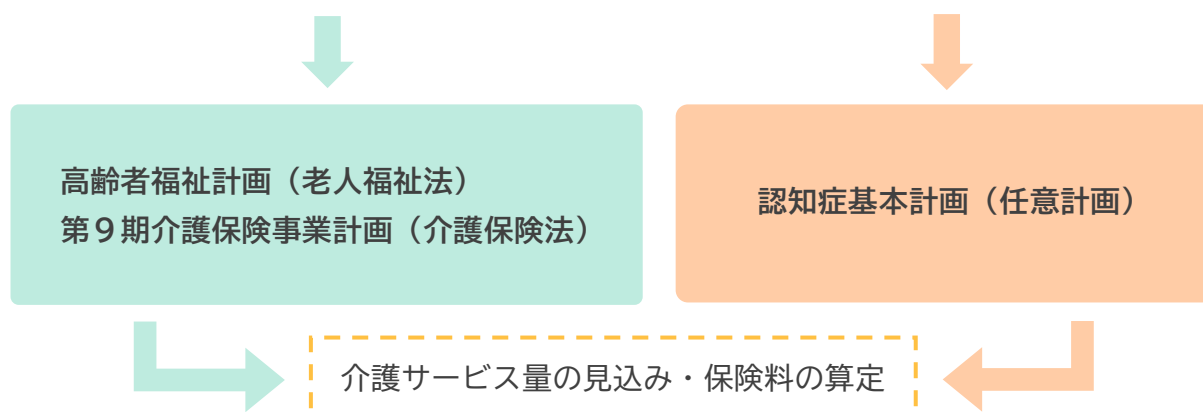 高齢者福祉計画（老人福祉法）
第９期介護保険事業計画（介護保険法）
認知症基本計画（任意計画）
介護サービス量の見込み・保険料の算定